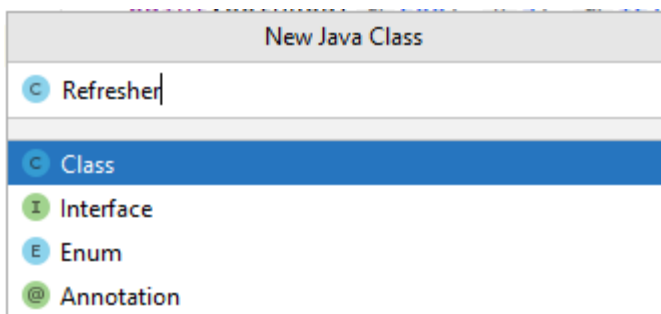 New Java Class
C Refresher
C Class
I Interface
E Enum
@ Annotation